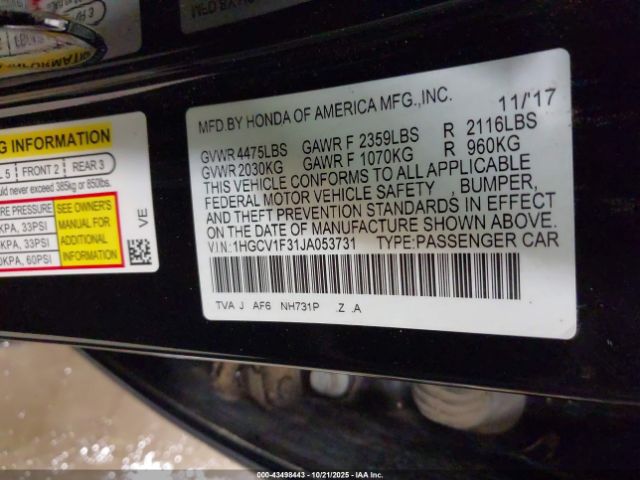 MFD.BY HONDA OF AMERICA MFG.,INC. 11/'17
GVWR 4475LBS GAWR F 2359LBS R 2116LBS
GVWR 2030KG GAWR F 1070KG R 960KG
THIS VEHICLE CONFORMS TO ALL APPLICABLE
FEDERAL MOTOR VEHICLE SAFETY , BUMPER,
AND THEFT PREVENTION STANDARDS IN EFFECT
ON THE DATE OF MANUFACTURE SHOWN ABOVE.
V.I.N:1HGCV1F31JA053731 TYPE:PASSENGER CAR
TVA J AF6 NH731P .Z .A
G INFORMATION
5 FRONT 2 REAR 3
never exceed 385kg or 850lbs.
PRESSURE
KPA, 33PSI
KPA, 33PSI
KPA, 60PSI
SEE OWNER'S
MANUAL FOR
ADDITIONAL
INFORMATION
VE
000-43498443 - 10/21/2025 - IAA, Inc.